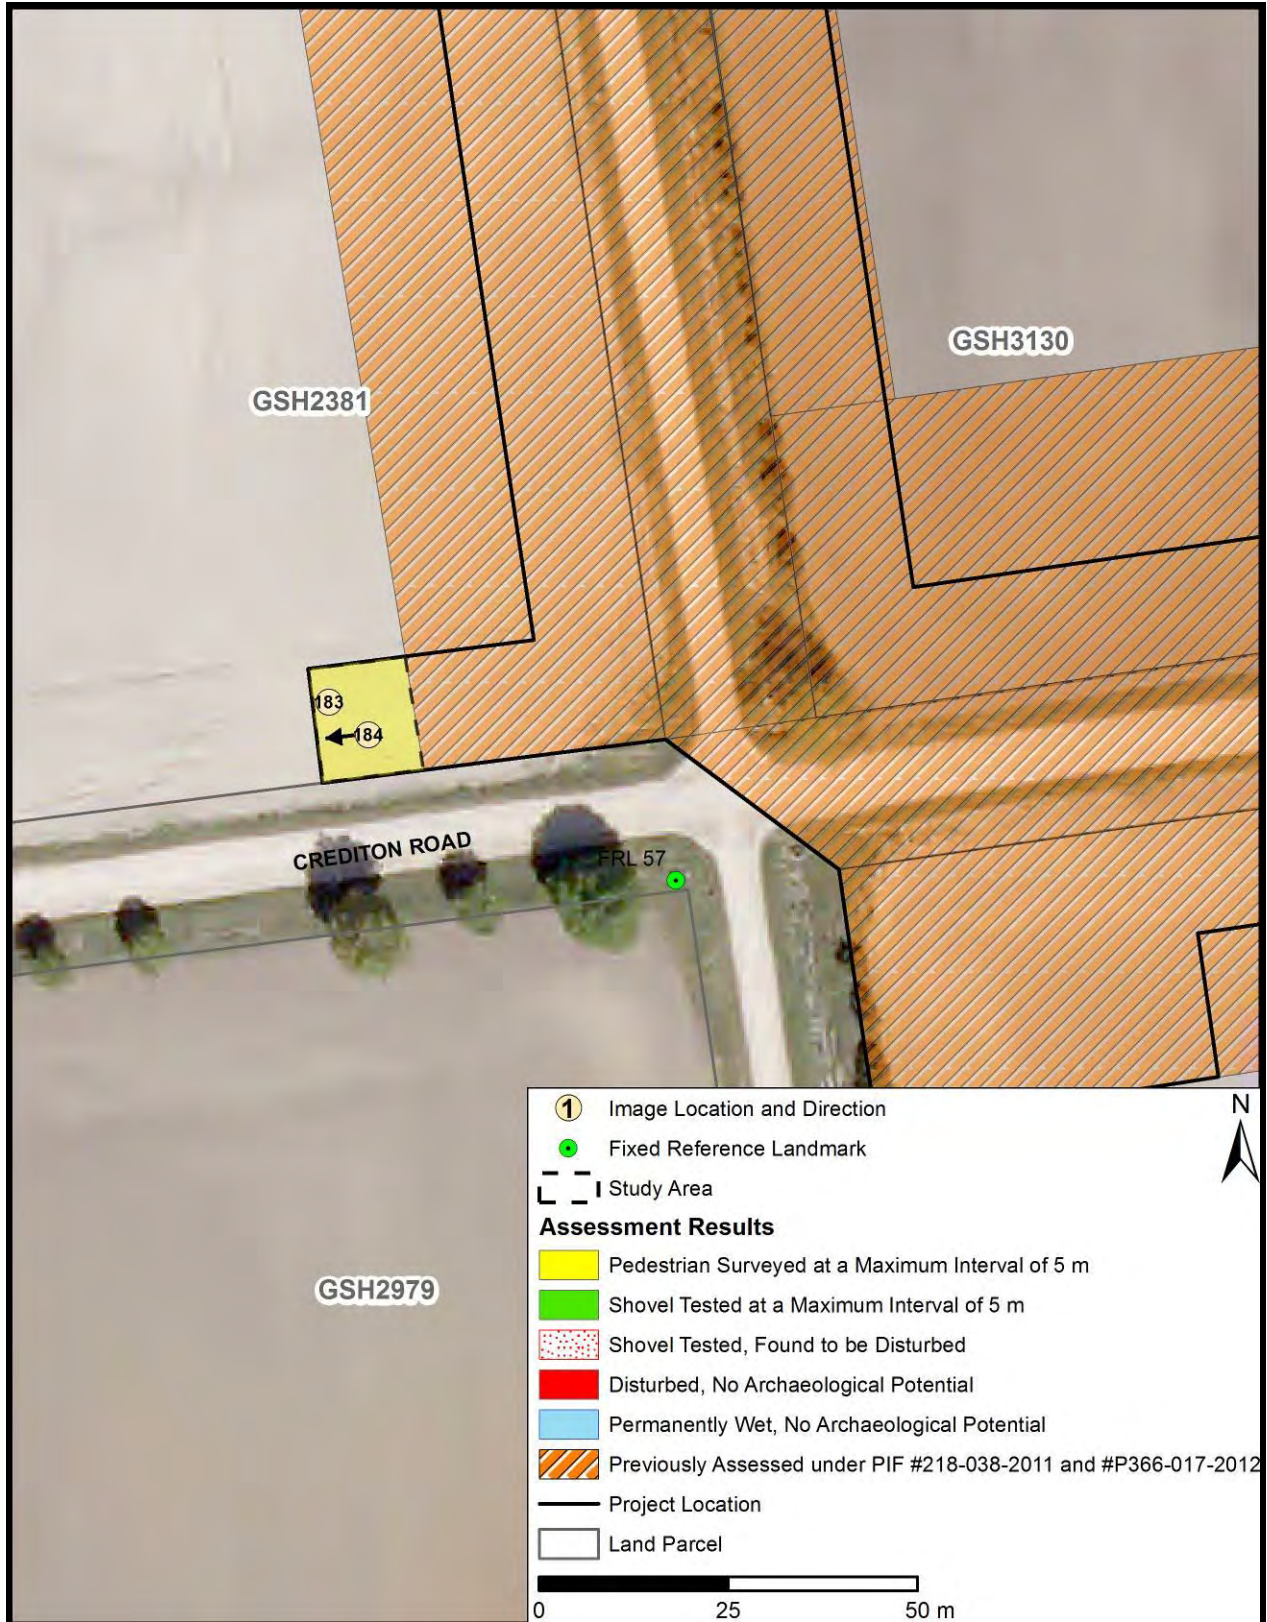 GSH3130
GSH2381
183
184
CREDITON ROAD
FRL 57
GSH2979
1 Image Location and Direction
N
Fixed Reference Landmark
Study Area
Assessment Results
Pedestrian Surveyed at a Maximum Interval of 5 m
Shovel Tested at a Maximum Interval of 5 m
Shovel Tested, Found to be Disturbed
Disturbed, No Archaeological Potential
Permanently Wet, No Archaeological Potential
Previously Assessed under PIF #218-038-2011 and #P366-017-2012
Project Location
Land Parcel
0 25 50 m